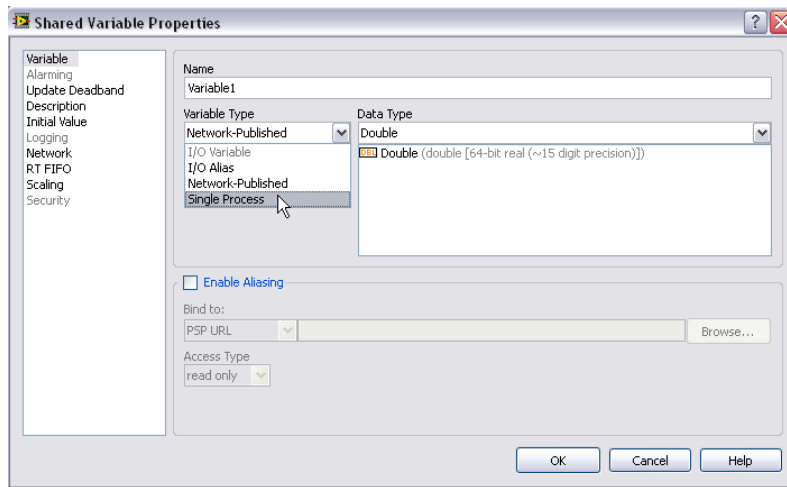 Shared Variable Properties
Variable
Alarming
Update Deadband
Description
Initial Value
Logging
Network
RT FIFO
Scaling
Security
Name
Variable1
Variable Type
Network-Published
I/O Variable
I/O Alias
Network-Published
Single Process
Data Type
Double
DBL Double (double [64-bit real (~15 digit precision)])
Enable Aliasing
Bind to:
PSP URL
Browse...
Access Type
read only
OK Cancel Help